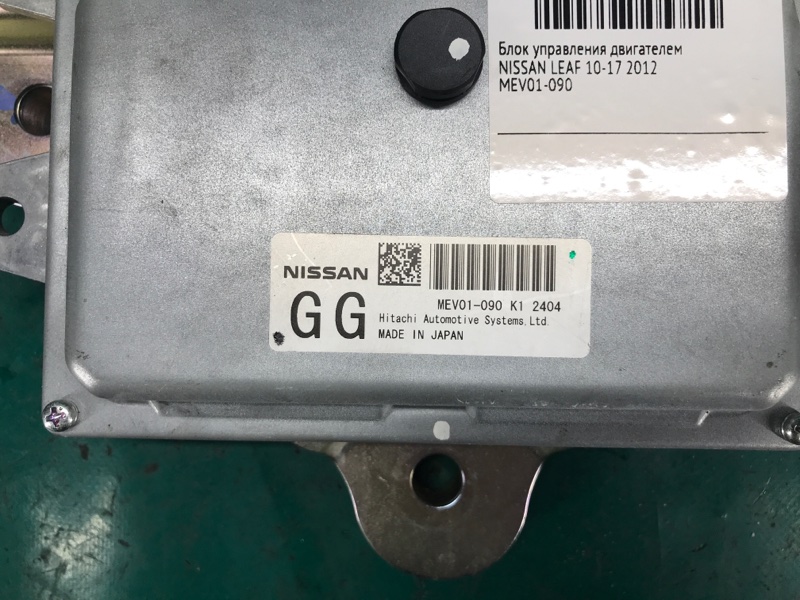 Блок управления двигателем
NISSAN LEAF 10-17 2012
MEV01-090
NISSAN
GG
MEV01-090 K1 2404
Hitachi Automotive Systems.Ltd.
MADE IN JAPAN